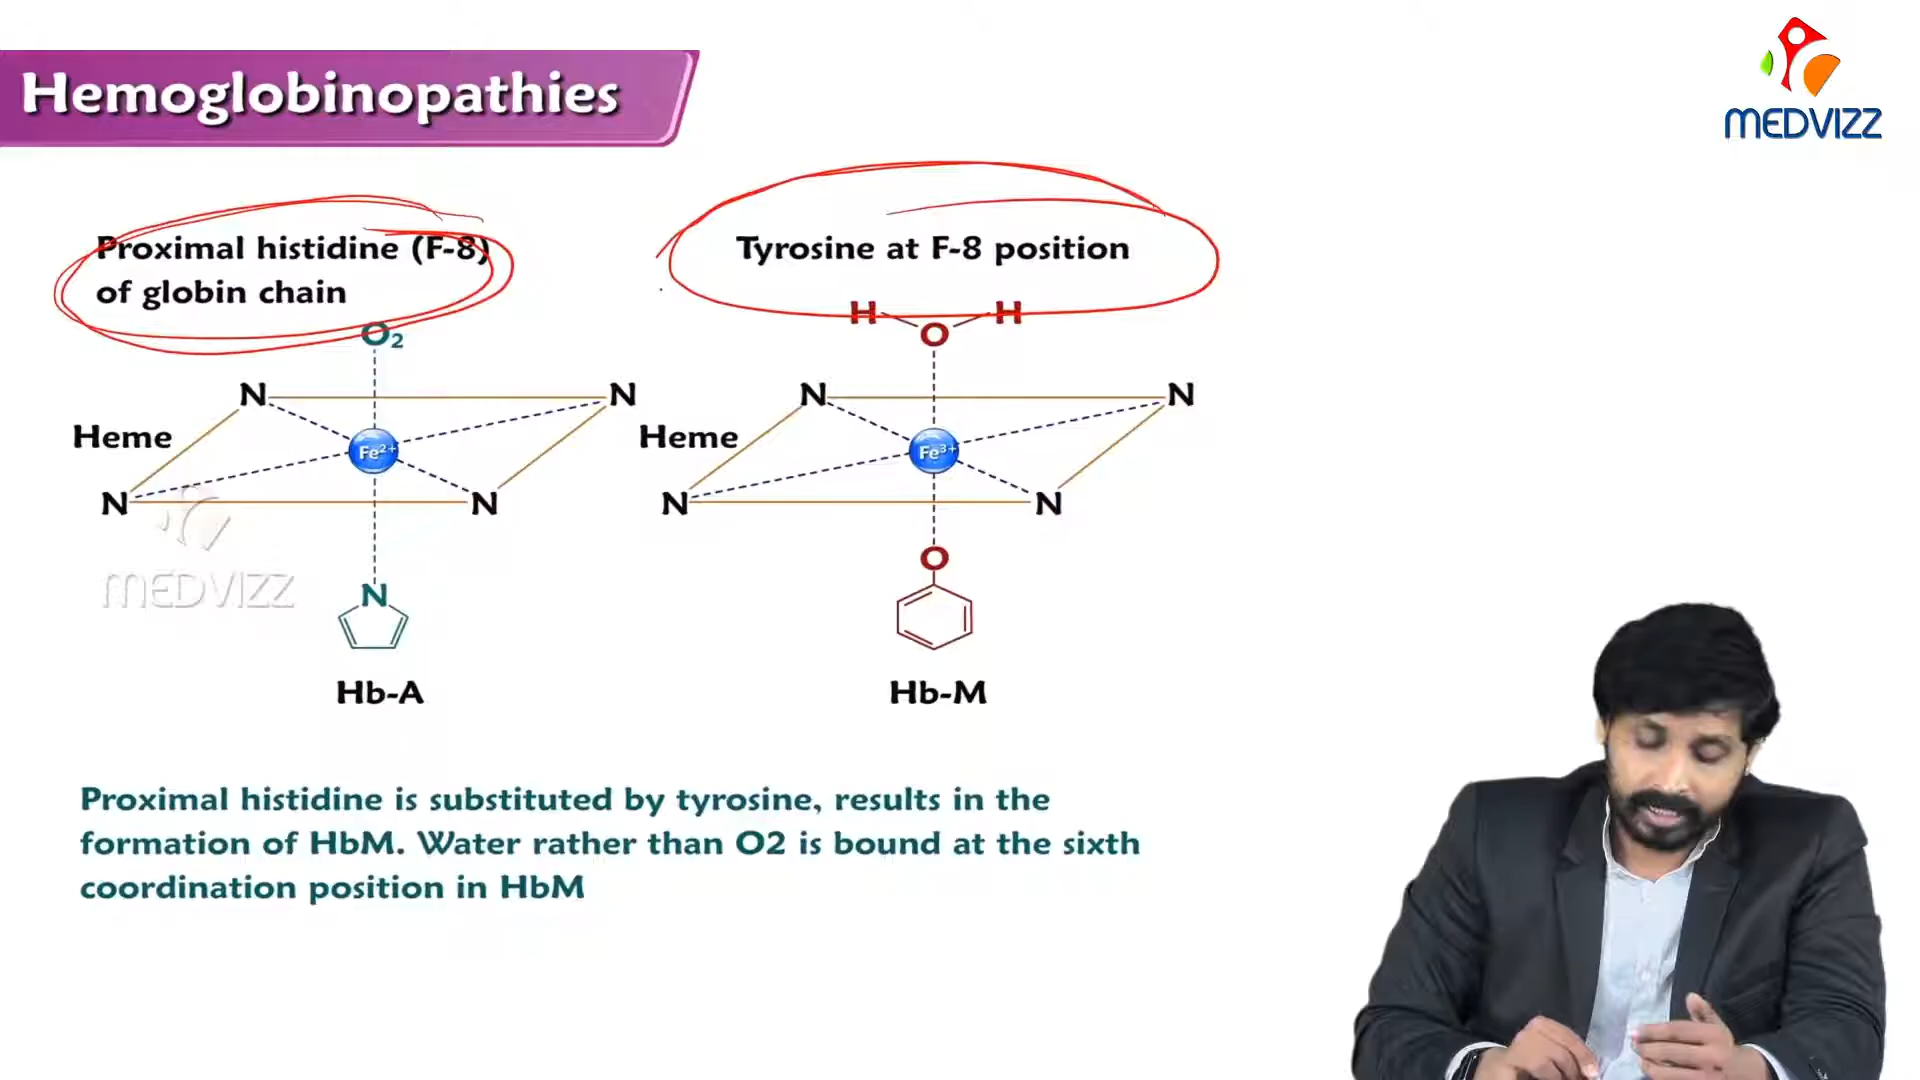 Hemoglobinopathies
MEDVIZZ
Proximal histidine (F-8)
of globin chain
Tyrosine at F-8 position
H H
O₂ O
N N N N
Heme Heme
Fe²⁺ Fe³⁺
N N N N
O
MEDVIZZ
N
Hb-A Hb-M
Proximal histidine is substituted by tyrosine, results in the
formation of HbM. Water rather than O2 is bound at the sixth
coordination position in HbM